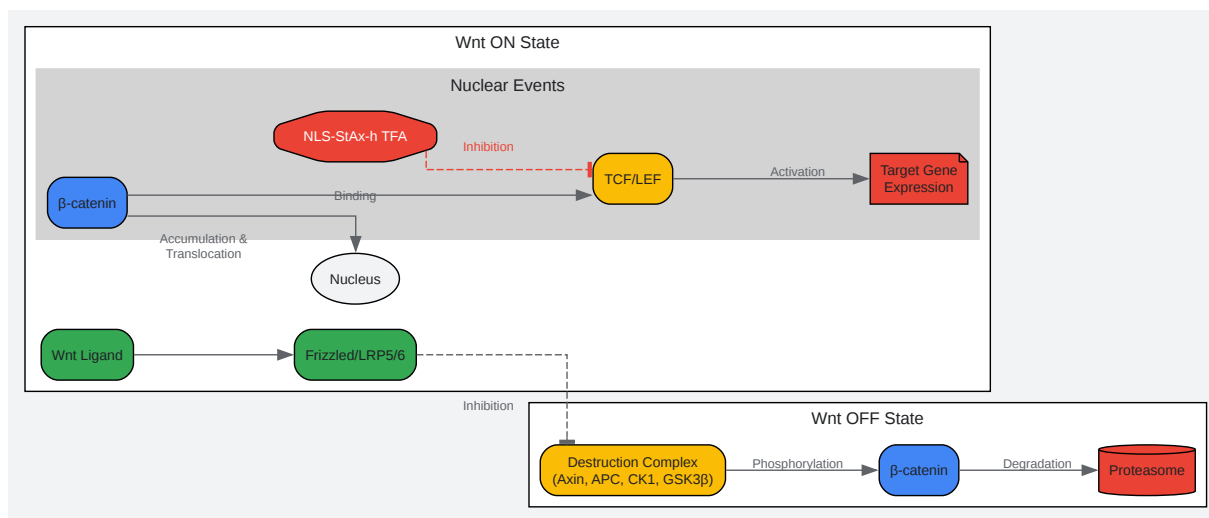 Wnt ON State
Nuclear Events
NLS-StAx-h TFA
Inhibition
TCF/LEF
Activation
Target Gene
Expression
β-catenin
Binding
Accumulation &
Translocation
Nucleus
Wnt Ligand
Frizzled/LRP5/6
Inhibition
Wnt OFF State
Destruction Complex
(Axin, APC, CK1, GSK3β)
Phosphorylation
β-catenin
Degradation
Proteasome